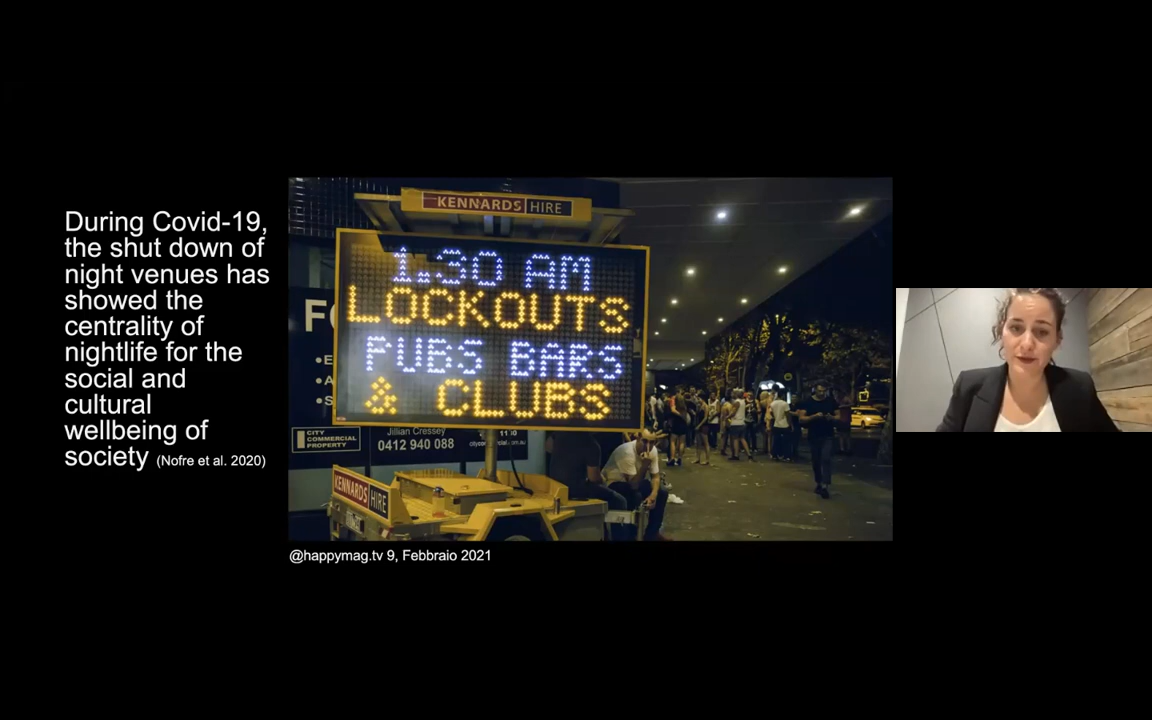 During Covid-19,
the shut down of
night venues has
showed the
centrality of
nightlife for the
social and
cultural
wellbeing of
society (Nofre et al. 2020)
KENNARDS HIRE
1.30 AM
LOCKOUTS
PUBS BARS
& CLUBS
CITY
COMMERCIAL
PROPERTY
Jillian Cressey
0412 940 088
KENNARDS HIRE
@happymag.tv 9, Febbraio 2021